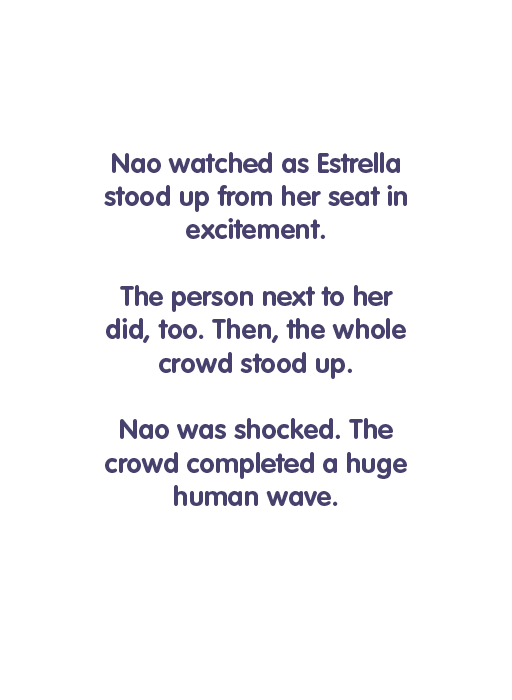 Nao watched as Estrella
stood up from her seat in
excitement.
The person next to her
did, too. Then, the whole
crowd stood up.
Nao was shocked. The
crowd completed a huge
human wave.